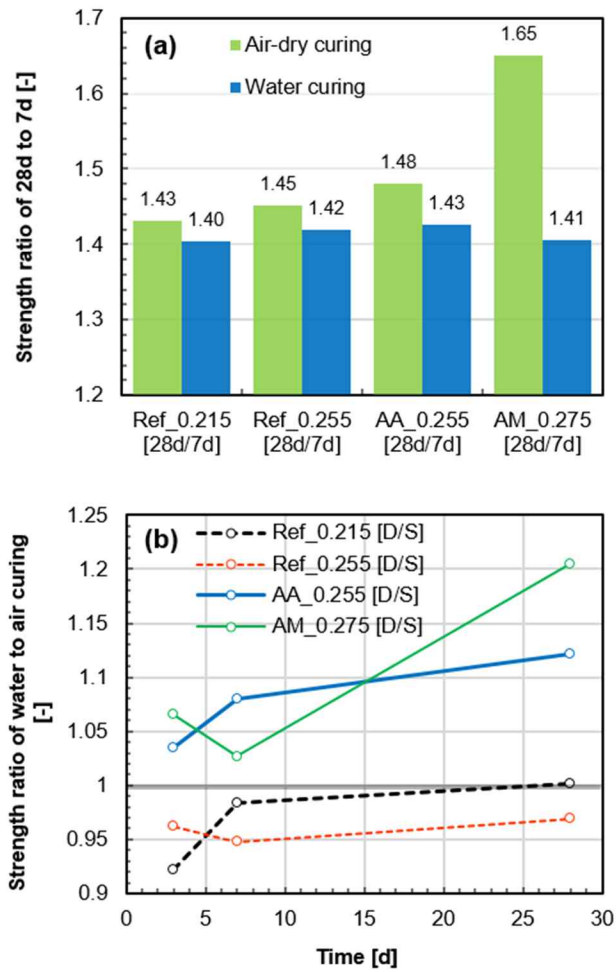 Strength ratio of 28d to 7d [-]
1.7
1.6
1.5
1.4
1.3
1.2
(a)
Air-dry curing
Water curing
1.43
1.40
1.45
1.42
1.48
1.43
1.65
1.41
Ref_0.215 Ref_0.255 AA_0.255 AM_0.275
[28d/7d] [28d/7d] [28d/7d] [28d/7d]
Strength ratio of water to air curing
[-]
1.25
1.2
1.15
1.1
1.05
1
0.95
0.9
(b)
Ref_0.215 [D/S]
Ref_0.255 [D/S]
AA_0.255 [D/S]
AM_0.275 [D/S]
0 5 10 15 20 25 30
Time [d]